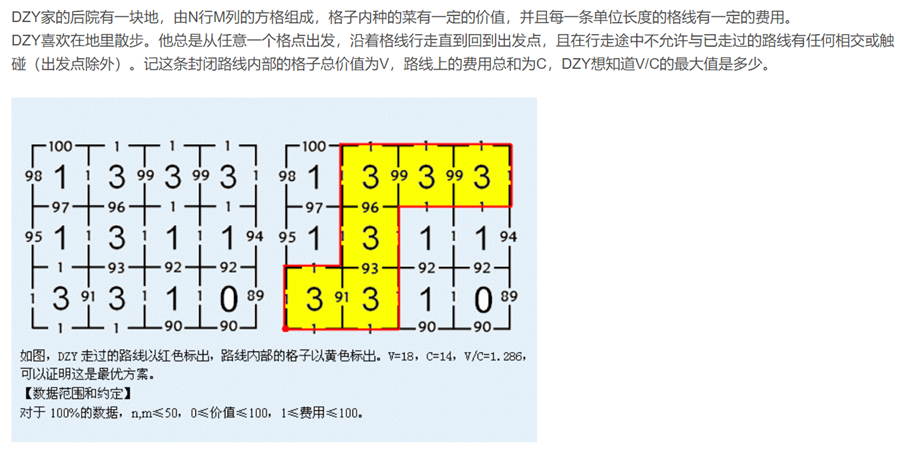 DZY家的后院有一块地，由N行M列的方格组成，格子内种的菜有一定的价值，并且每一条单位长度的格线有一定的费用。
DZY喜欢在地里散步。他总是从任意一个格点出发，沿着格线行走直到回到出发点，且在行走途中不允许与已走过的路线有任何相交或触
碰（出发点除外）。记这条封闭路线内部的格子总价值为V，路线上的费用总和为C，DZY想知道V/C的最大值是多少。
100 1 1 1
98 1 1 3 99 3 99 3 1
97 96 1 1
95 1 1 3 1 1 1 1 94
1 93 92 92
1 3 91 3 1 1 1 0 89
1 1 90 90
100 1 1 1
98 1 1 3 99 3 99 3 1
97 96 1 1
95 1 1 3 1 1 1 1 94
1 93 92 92
1 3 91 3 1 1 1 0 89
1 1 90 90
如图，DZY 走过的路线以红色标出，路线内部的格子以黄色标出。V=18，C=14，V/C=1.286，
可以证明这是最优方案。
【数据范围和约定】
对于 100%的数据，n,m≤50，0≤价值≤100，1≤费用≤100。